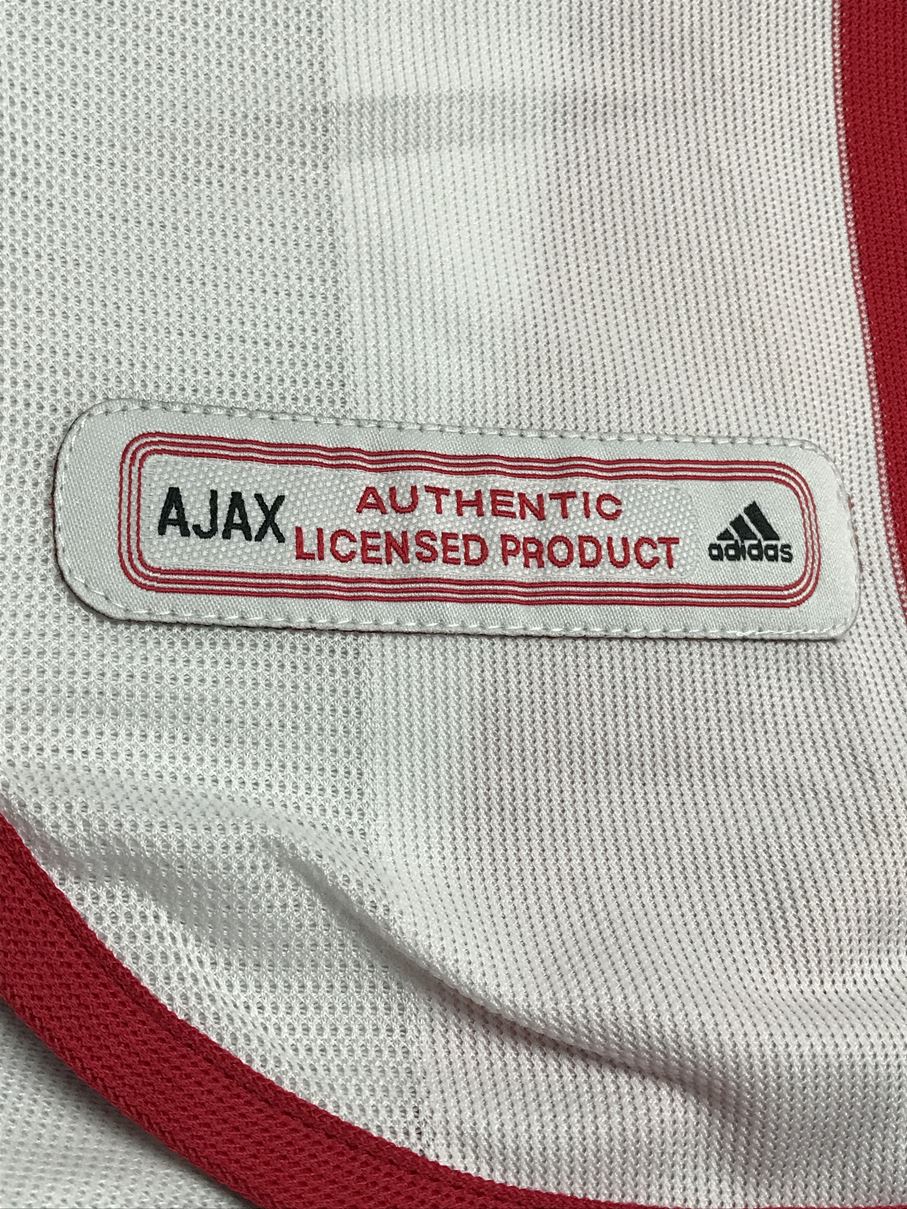 AJAX
AUTHENTIC
LICENSED PRODUCT
adidas